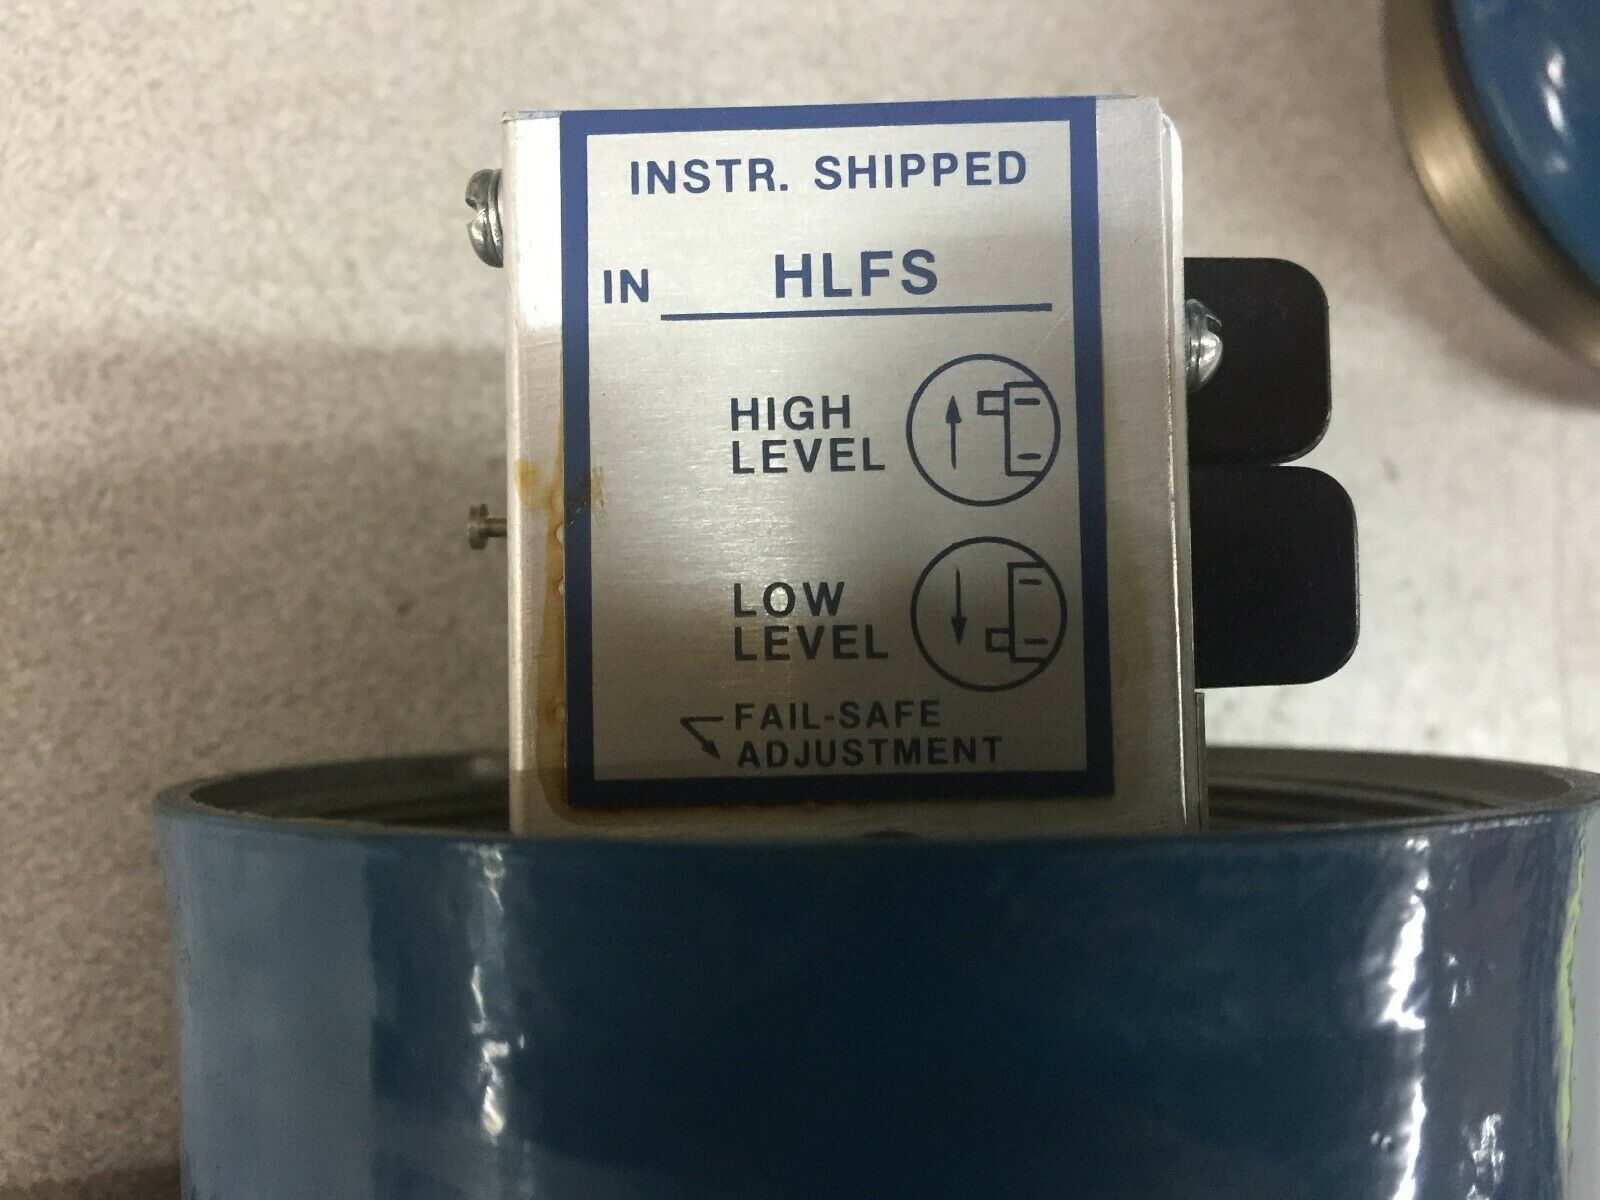 INSTR. SHIPPED
IN HLFS
HIGH
LEVEL
LOW
LEVEL
FAIL-SAFE
ADJUSTMENT